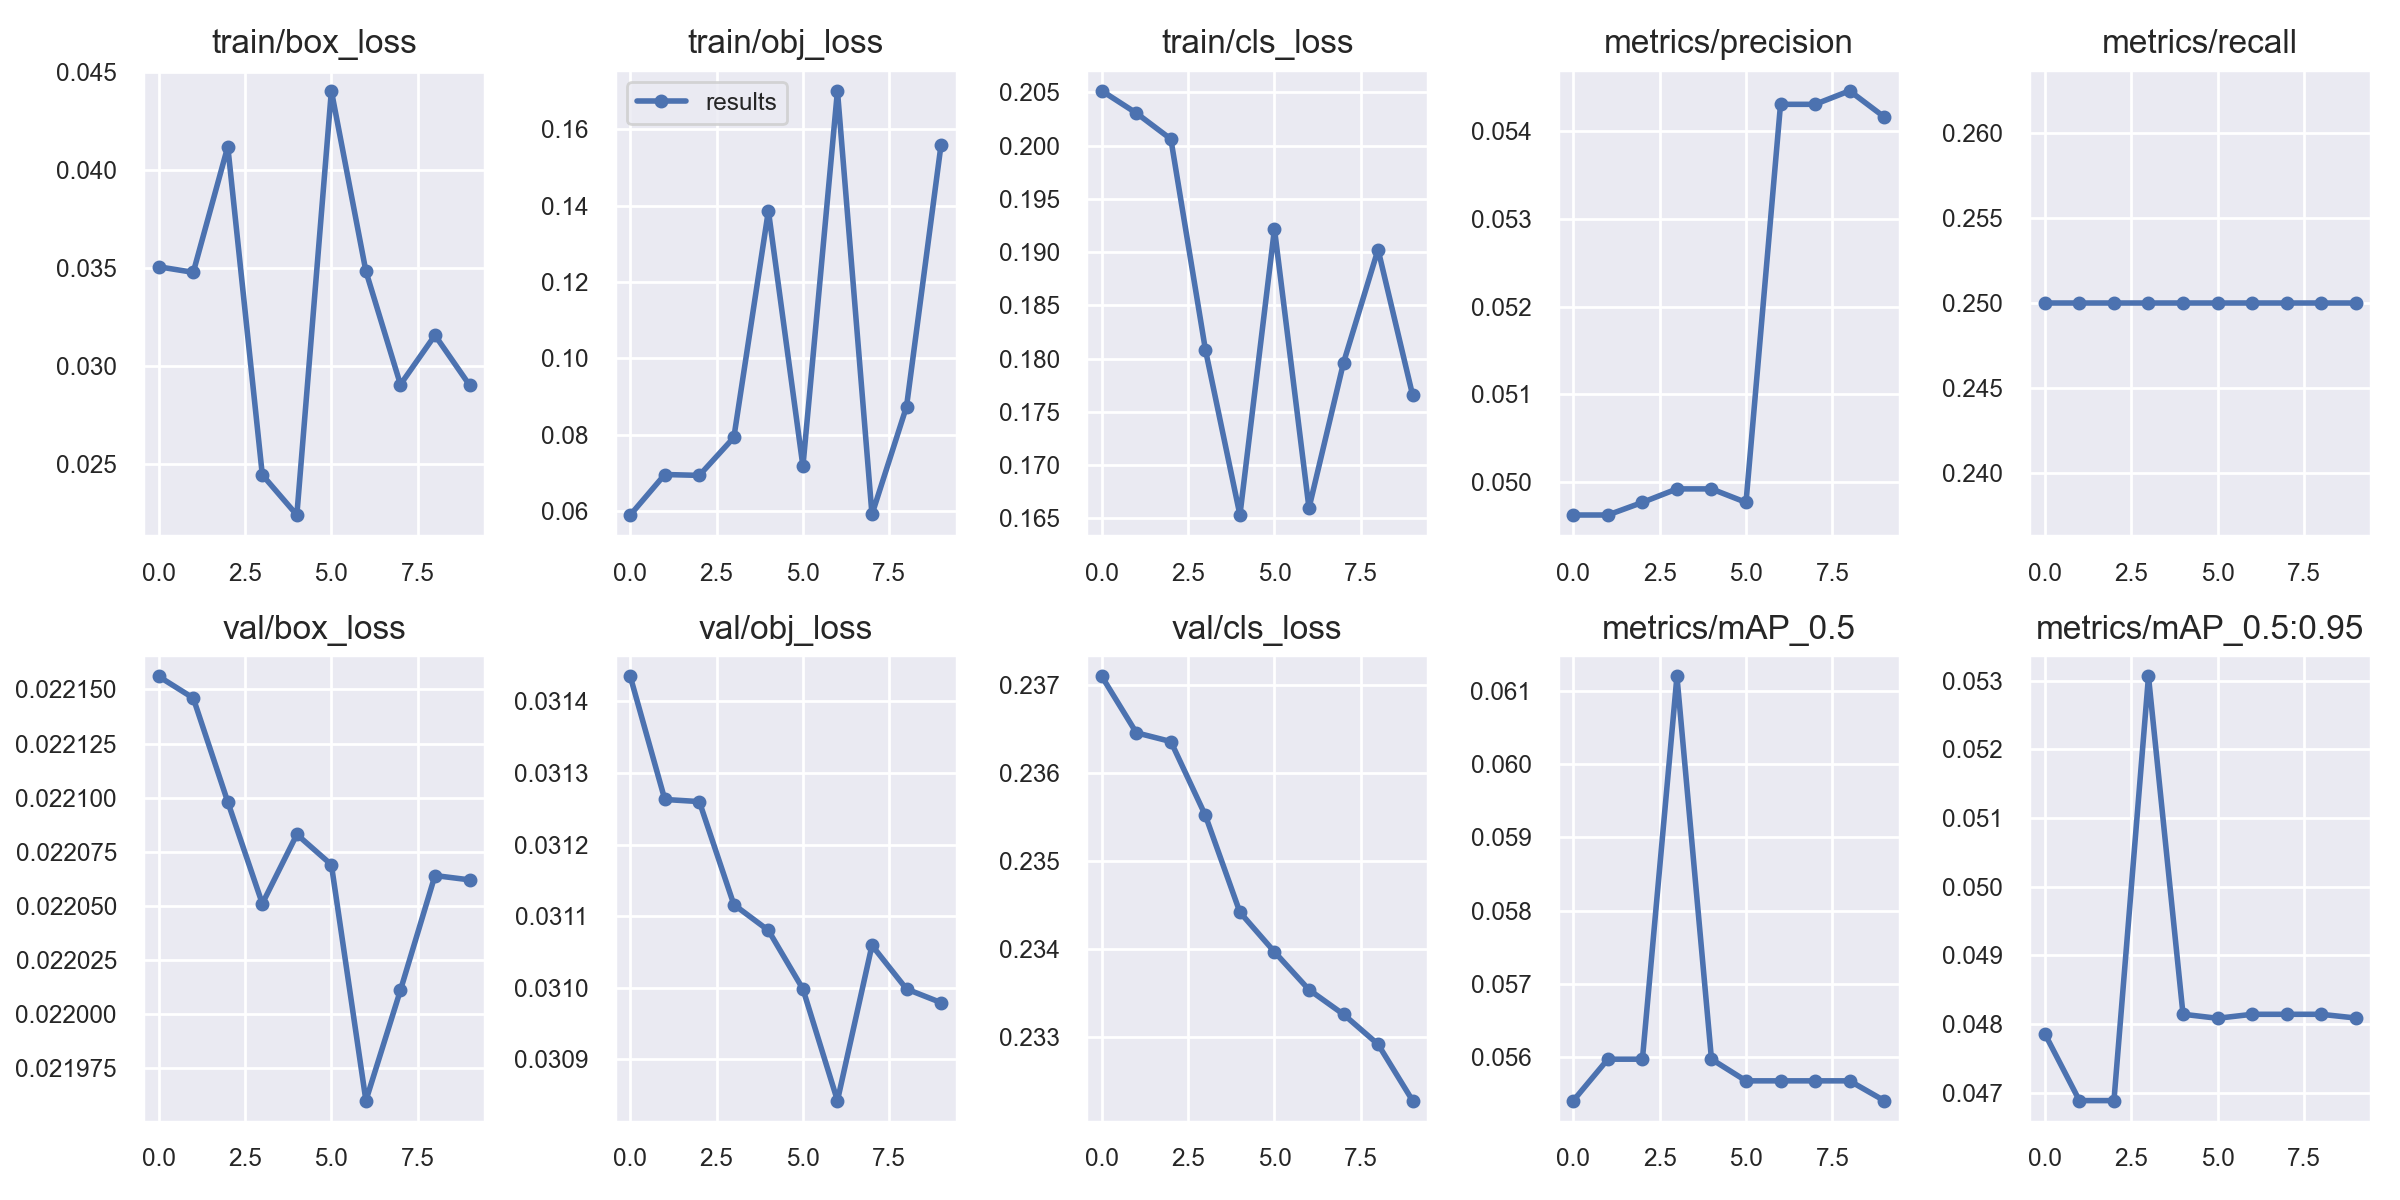 train/box_loss
0.045
0.040
0.035
0.030
0.025
0.0 2.5 5.0 7.5
train/obj_loss
results
0.16
0.14
0.12
0.10
0.08
0.06
0.0 2.5 5.0 7.5
train/cls_loss
0.205
0.200
0.195
0.190
0.185
0.180
0.175
0.170
0.165
0.0 2.5 5.0 7.5
metrics/precision
0.054
0.053
0.052
0.051
0.050
0.0 2.5 5.0 7.5
metrics/recall
0.260
0.255
0.250
0.245
0.240
0.0 2.5 5.0 7.5
val/box_loss
0.022150
0.022125
0.022100
0.022075
0.022050
0.022025
0.022000
0.021975
0.0 2.5 5.0 7.5
val/obj_loss
0.0314
0.0313
0.0312
0.0311
0.0310
0.0309
0.0 2.5 5.0 7.5
val/cls_loss
0.237
0.236
0.235
0.234
0.233
0.0 2.5 5.0 7.5
metrics/mAP_0.5
0.061
0.060
0.059
0.058
0.057
0.056
0.0 2.5 5.0 7.5
metrics/mAP_0.5:0.95
0.053
0.052
0.051
0.050
0.049
0.048
0.047
0.0 2.5 5.0 7.5